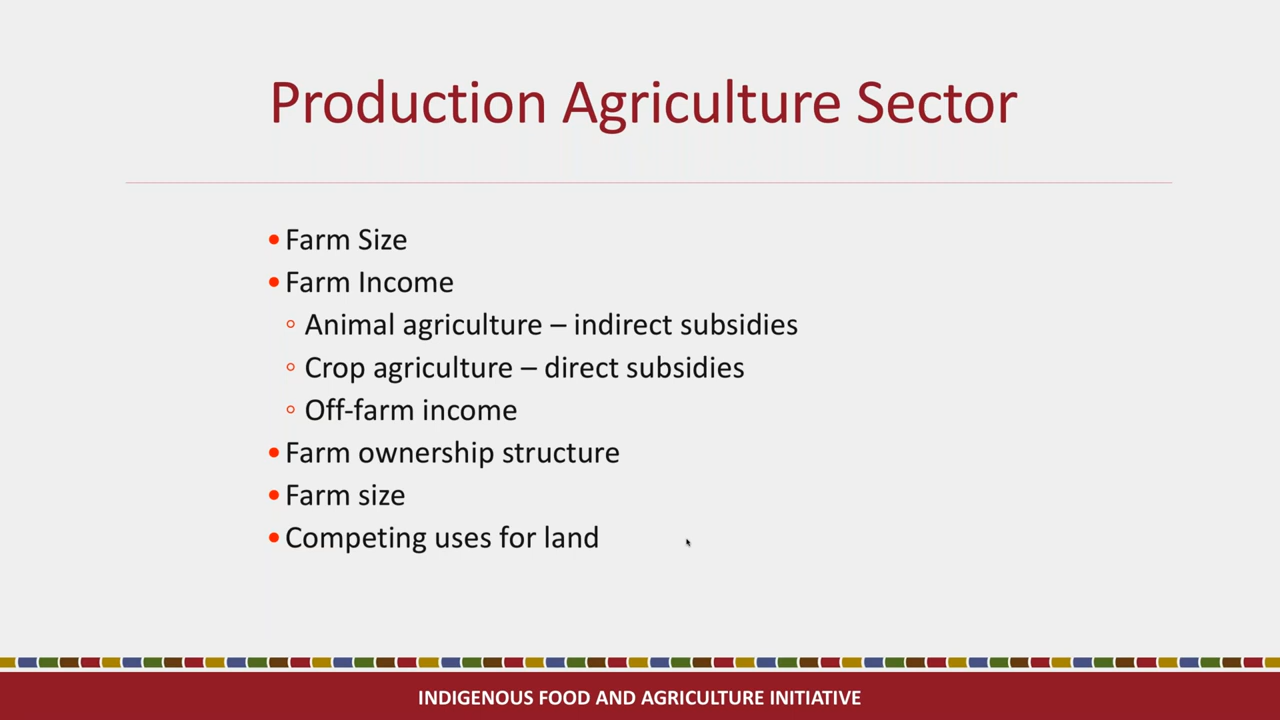 Production Agriculture Sector
• Farm Size
• Farm Income
◦ Animal agriculture – indirect subsidies
◦ Crop agriculture – direct subsidies
◦ Off-farm income
• Farm ownership structure
• Farm size
• Competing uses for land
INDIGENOUS FOOD AND AGRICULTURE INITIATIVE